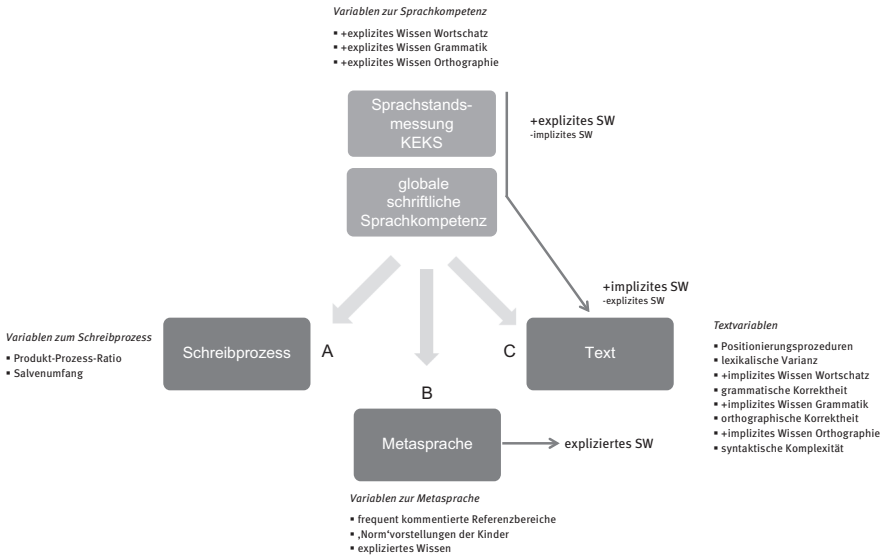 Variablen zur Sprachkompetenz
▪ +explizites Wissen Wortschatz
▪ +explizites Wissen Grammatik
▪ +explizites Wissen Orthographie
Sprachstands-
messung
KEKS
+explizites SW
-implizites SW
globale
schriftliche
Sprachkompetenz
+implizites SW
-explizites SW
Variablen zum Schreibprozess
▪ Produkt-Prozess-Ratio
▪ Salvenumfang
Schreibprozess
A
C
Text
Textvariablen
▪ Positionierungsprozeduren
▪ lexikalische Varianz
▪ +implizites Wissen Wortschatz
▪ grammatische Korrektheit
▪ +implizites Wissen Grammatik
▪ orthographische Korrektheit
▪ +implizites Wissen Orthographie
▪ syntaktische Komplexität
B
Metasprache
expliziertes SW
Variablen zur Metasprache
▪ frequent kommentierte Referenzbereiche
▪ ‚Norm‘vorstellungen der Kinder
▪ expliziertes Wissen